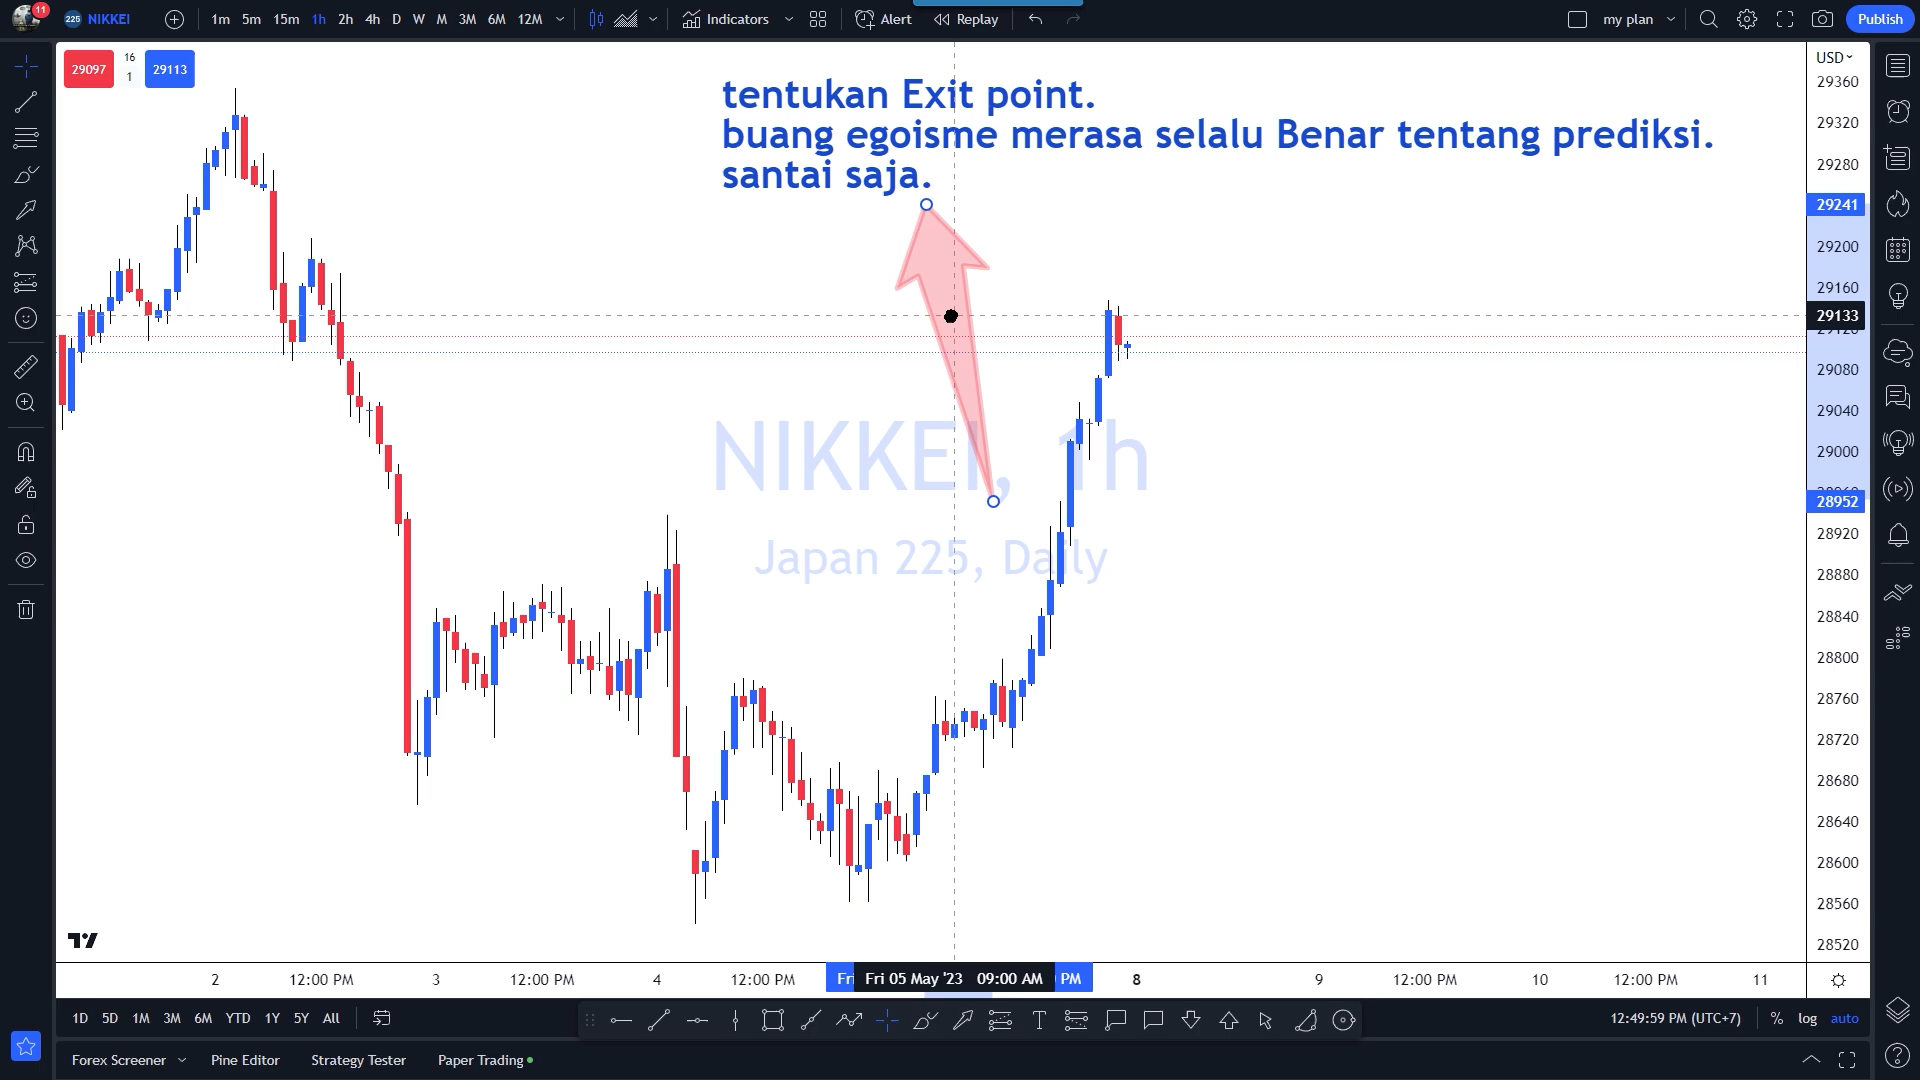 11
225 NIKKEI
1m 5m 15m 1h 2h 4h D W M 3M 6M 12M
Indicators
Alert
Replay
my plan
Publish
29097
16
1
29113
USD
tentukan Exit point.
buang egoisme merasa selalu Benar tentang prediksi.
santai saja.
NIKKEI, 1h
Japan 225, Daily
29360
29320
29280
29241
29200
29160
29133
29080
29040
29000
28952
28920
28880
28840
28800
28760
28720
28680
28640
28600
28560
28520
2 12:00 PM 3 12:00 PM 4 12:00 PM Fri 05 May '23 09:00 AM PM 8 9 12:00 PM 10 12:00 PM 11
1D 5D 1M 3M 6M YTD 1Y 5Y All
12:49:59 PM (UTC+7) % log auto
Forex Screener Pine Editor Strategy Tester Paper Trading